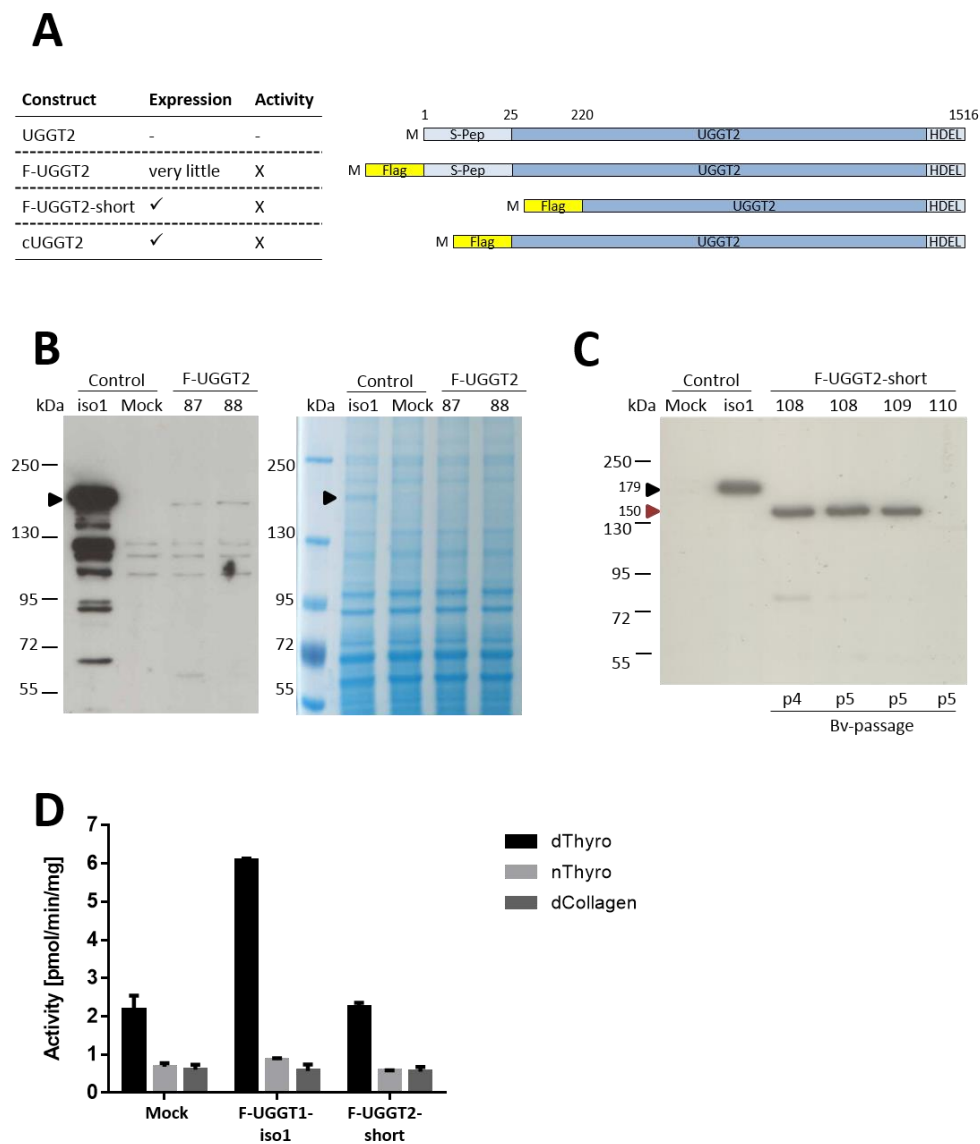 A
Construct Expression Activity
UGGT2 - -
F-UGGT2 very little X
F-UGGT2-short ✓ X
cUGGT2 ✓ X
1 25 220 1516
M S-Pep UGGT2 HDEL
M Flag S-Pep UGGT2 HDEL
M Flag UGGT2 HDEL
M Flag UGGT2 HDEL
B
Control F-UGGT2
kDa iso1 Mock 87 88
250
130
95
72
55
Control F-UGGT2
kDa iso1 Mock 87 88
250
130
95
72
55
C
Control F-UGGT2-short
kDa Mock iso1 108 108 109 110
250
179
150
130
95
72
55
p4 p5 p5 p5
Bv-passage
D
Activity [pmol/min/mg]
7
6
5
4
3
2
1
0
Mock F-UGGT1-iso1 F-UGGT2-short
dThyro
nThyro
dCollagen